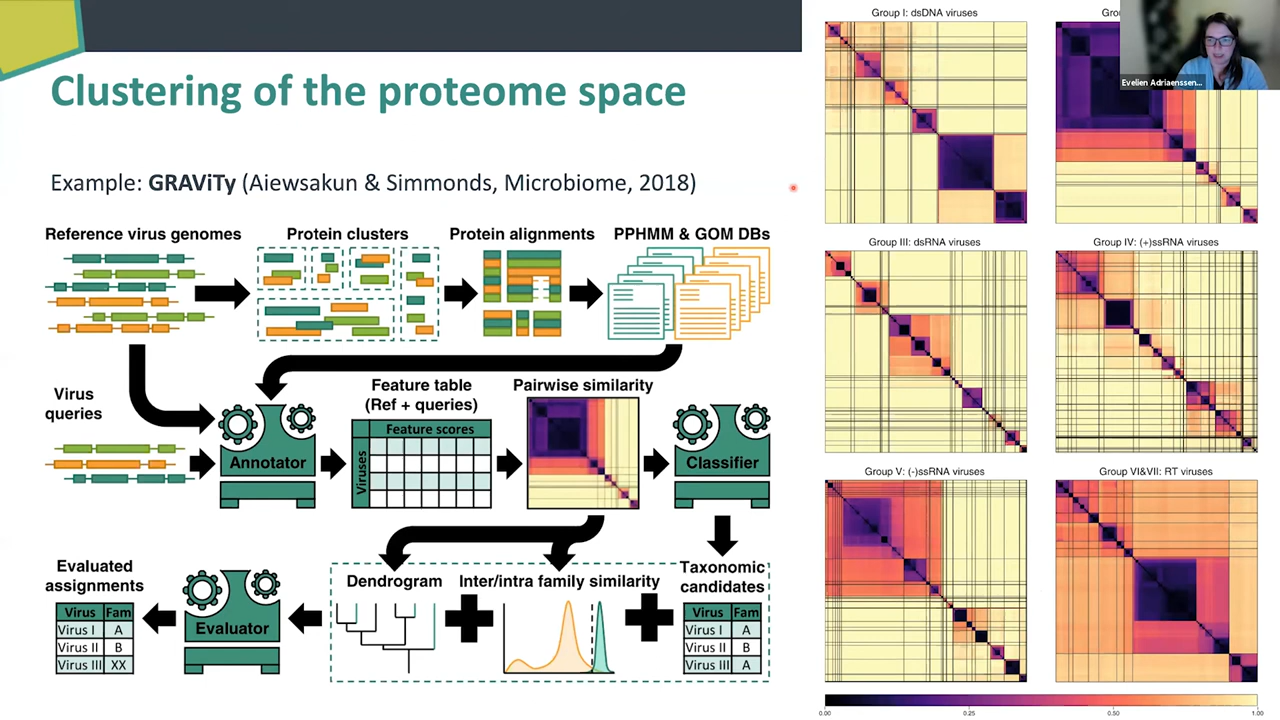 Clustering of the proteome space
Example: GRAViTy (Aiewsakun & Simmonds, Microbiome, 2018)
Reference virus genomes
Protein clusters
Protein alignments
PPHMM & GOM DBs
Virus
queries
Annotator
Feature table
(Ref + queries)
Feature scores
Viruses
Pairwise similarity
Classifier
Evaluated
assignments
Virus Fam
Virus I A
Virus II B
Virus III XX
Evaluator
Dendrogram
Inter/intra family similarity
Taxonomic
candidates
Virus Fam
Virus I A
Virus II B
Virus III A
Group I: dsDNA viruses
Evelien Adriaenssen...
Group III: dsRNA viruses
Group IV: (+)ssRNA viruses
Group V: (-)ssRNA viruses
Group VI&VII: RT viruses
0.00 0.25 0.50 1.00